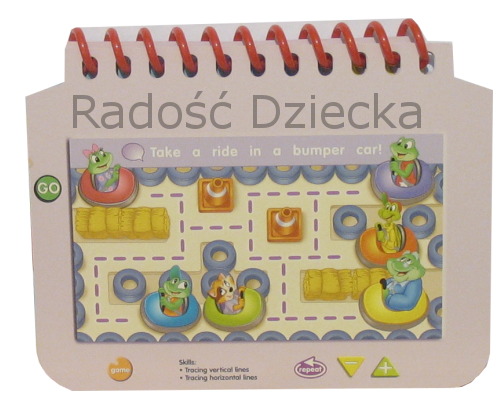 Radość Dziecka
Take a ride in a bumper car!
GO
game
Skills:
• Tracing vertical lines
• Tracing horizontal lines
repeat